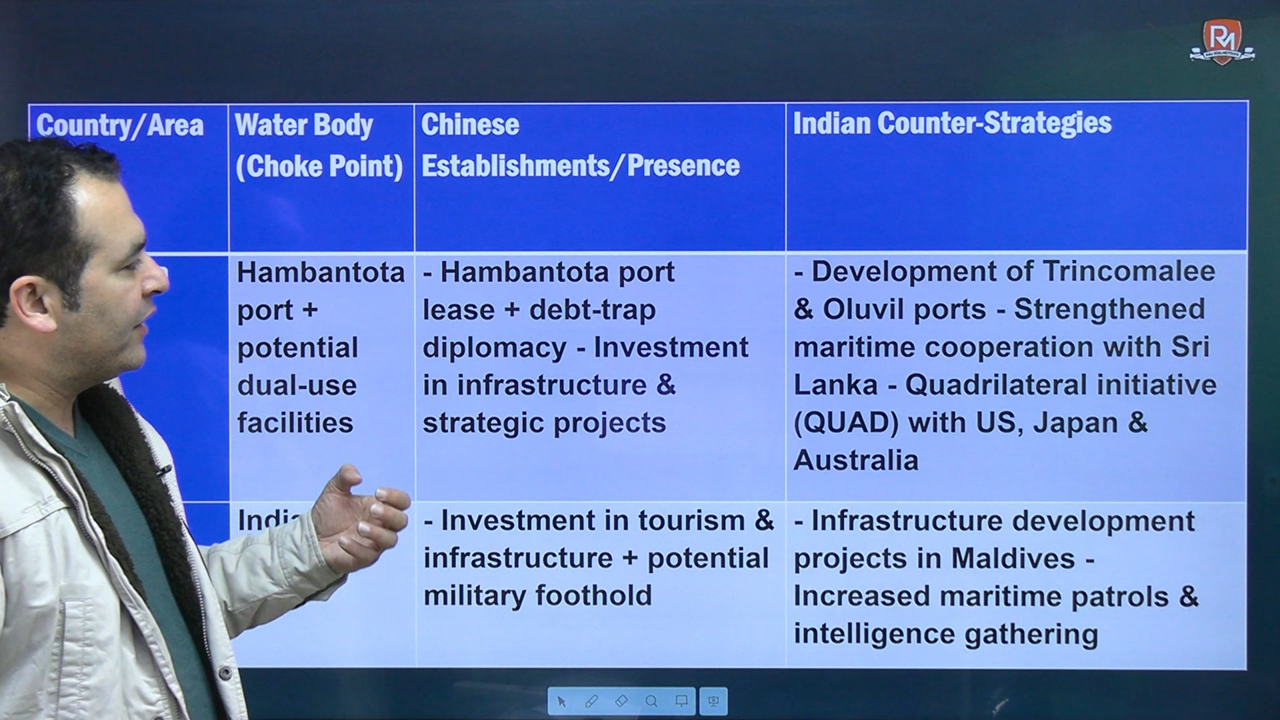 RM
Country/Area
Water Body
(Choke Point)
Chinese
Establishments/Presence
Indian Counter-Strategies
Hambantota
port +
potential
dual-use
facilities
- Hambantota port
lease + debt-trap
diplomacy - Investment
in infrastructure &
strategic projects
- Development of Trincomalee
& Oluvil ports - Strengthened
maritime cooperation with Sri
Lanka - Quadrilateral initiative
(QUAD) with US, Japan &
Australia
- Investment in tourism &
infrastructure + potential
military foothold
- Infrastructure development
projects in Maldives -
Increased maritime patrols &
intelligence gathering